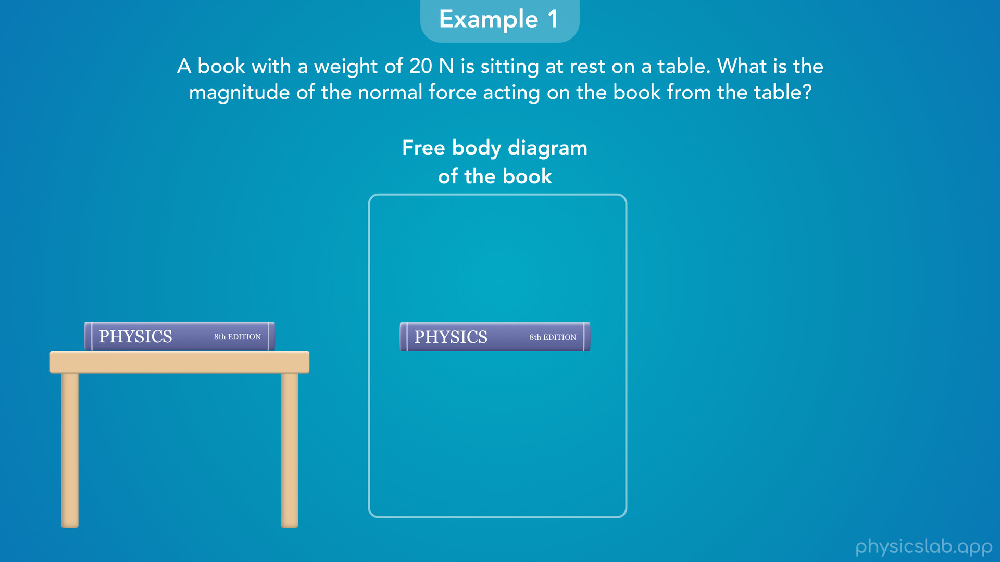 Example 1
A book with a weight of 20 N is sitting at rest on a table. What is the
magnitude of the normal force acting on the book from the table?
Free body diagram
of the book
PHYSICS 8th EDITION
PHYSICS 8th EDITION
physicslab.app